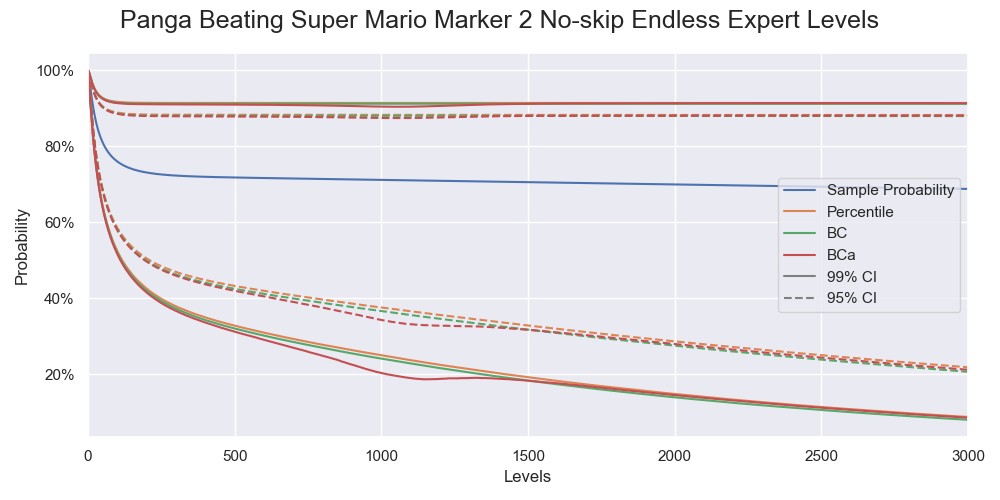 Panga Beating Super Mario Marker 2 No-skip Endless Expert Levels
100%
80%
60%
40%
20%
Probability
0
500
1000
1500
2000
2500
3000
Levels
Sample Probability
Percentile
BC
BCa
99% CI
95% CI